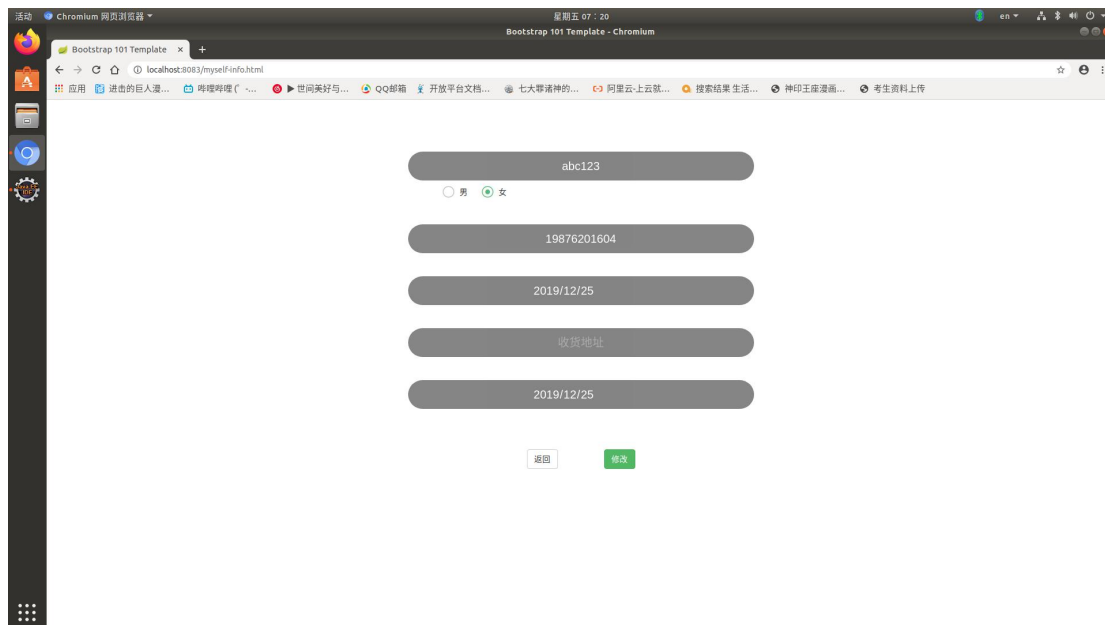 活动 Chromium 网页浏览器 星期五 07：20 en
Bootstrap 101 Template - Chromium
Bootstrap 101 Template × +
localhost:8083/myself-info.html
应用 进击的巨人漫... 哔哩哔哩 (゜-... ▶世间美好与... QQ邮箱 开放平台文档... 七大罪诸神的... 阿里云-上云就... 搜索结果 生活... 神印王座漫画... 考生资料上传
abc123
男 女
19876201604
2019/12/25
收货地址
2019/12/25
返回 修改